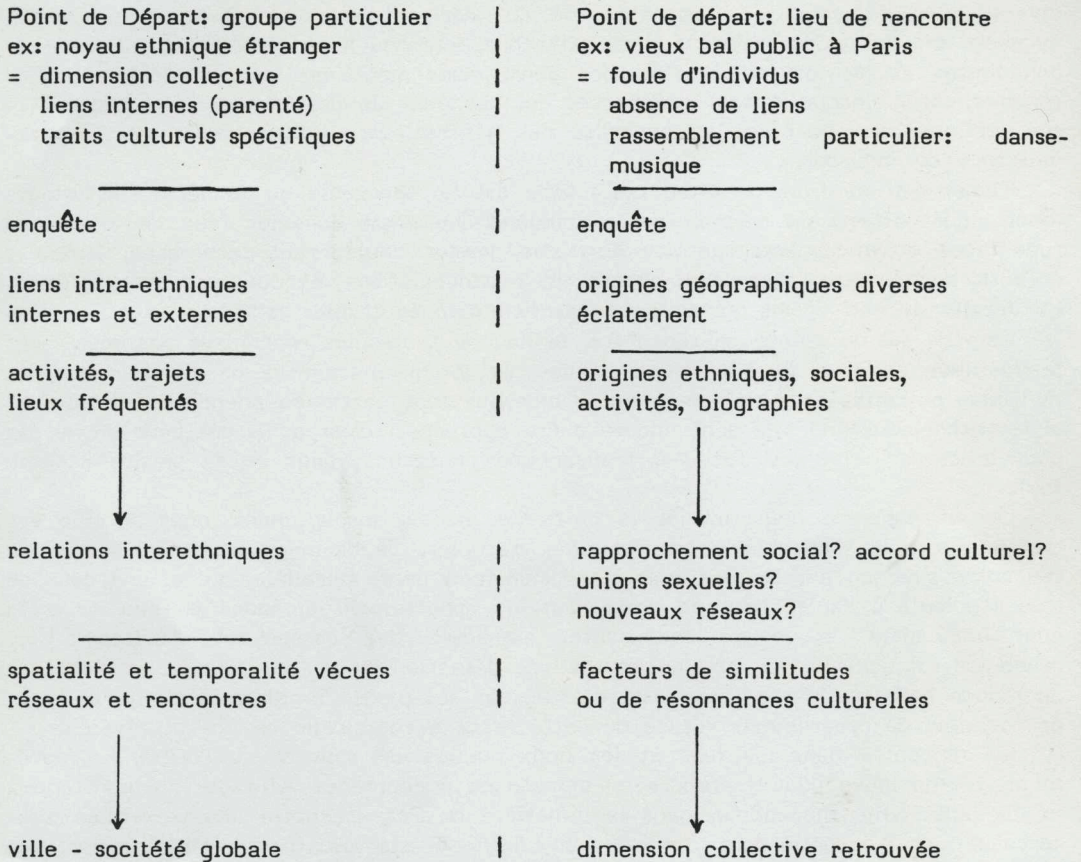 Point de Départ: groupe particulier
ex: noyau ethnique étranger
= dimension collective
liens internes (parenté)
traits culturels spécifiques
enquête
liens intra-ethniques
internes et externes
activités, trajets
lieux fréquentés
relations interethniques
spatialité et temporalité vécues
réseaux et rencontres
ville - socitété globale
Point de départ: lieu de rencontre
ex: vieux bal public à Paris
= foule d'individus
absence de liens
rassemblement particulier: danse-
musique
enquête
origines géographiques diverses
éclatement
origines ethniques, sociales,
activités, biographies
rapprochement social? accord culturel?
unions sexuelles?
nouveaux réseaux?
facteurs de similitudes
ou de résonnances culturelles
dimension collective retrouvée